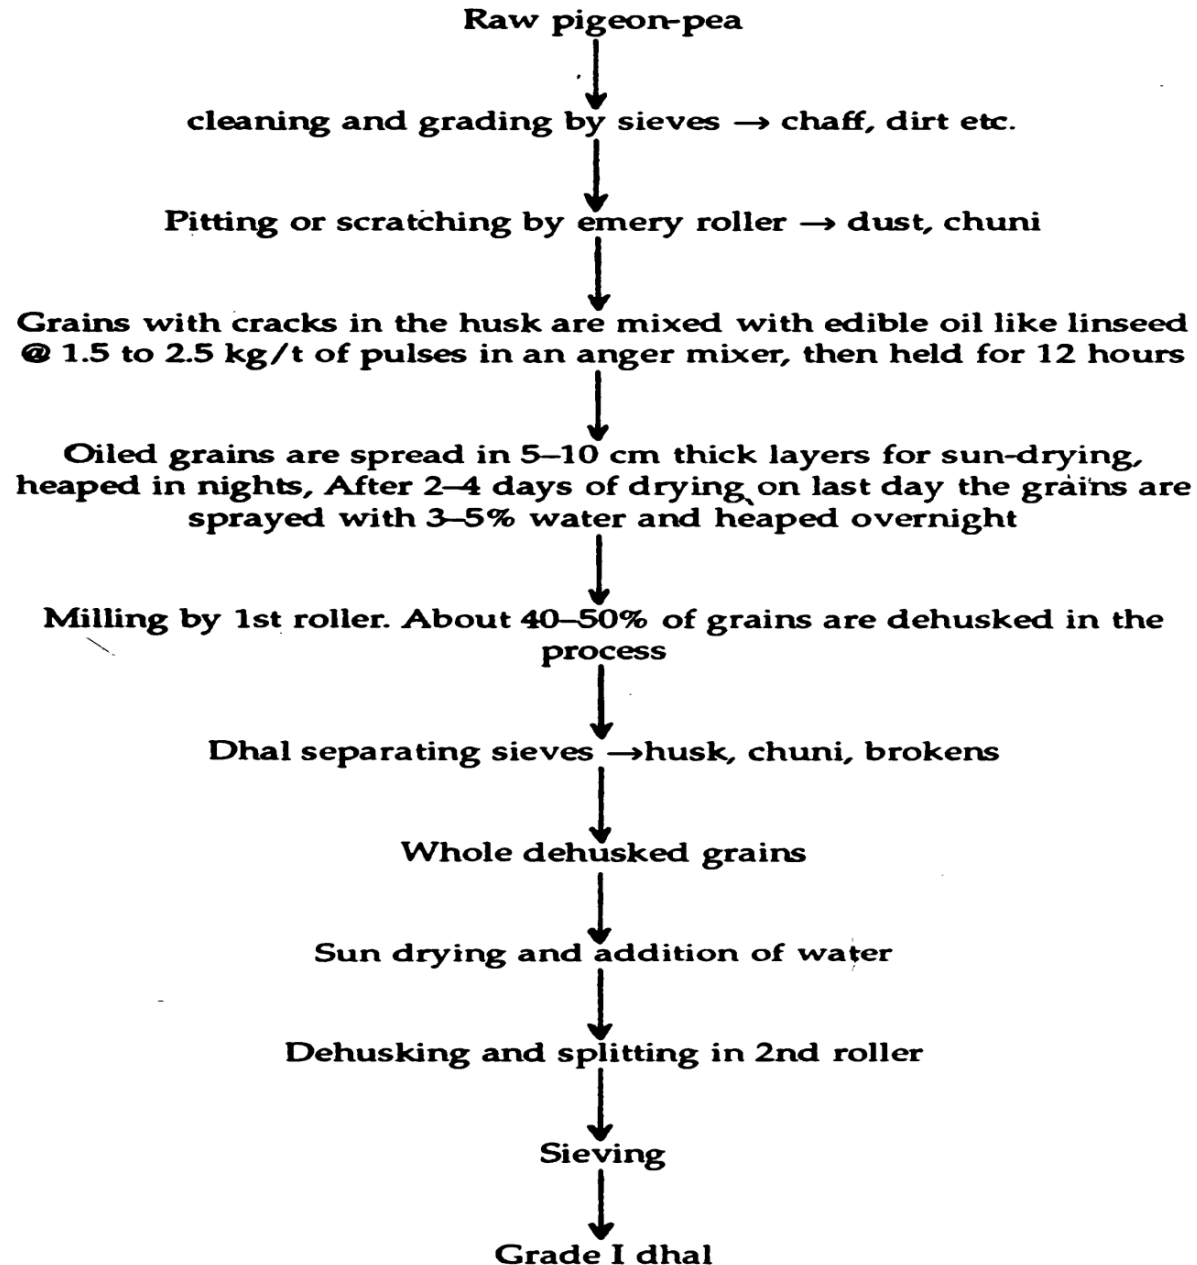 Raw pigeon-pea
cleaning and grading by sieves → chaff, dirt etc.
Pitting or scratching by emery roller → dust, chuni
Grains with cracks in the husk are mixed with edible oil like linseed
@ 1.5 to 2.5 kg/t of pulses in an anger mixer, then held for 12 hours
Oiled grains are spread in 5–10 cm thick layers for sun-drying,
heaped in nights, After 2–4 days of drying on last day the grains are
sprayed with 3–5% water and heaped overnight
Milling by 1st roller. About 40–50% of grains are dehusked in the
process
Dhal separating sieves →husk, chuni, brokens
Whole dehusked grains
Sun drying and addition of water
Dehusking and splitting in 2nd roller
Sieving
Grade I dhal